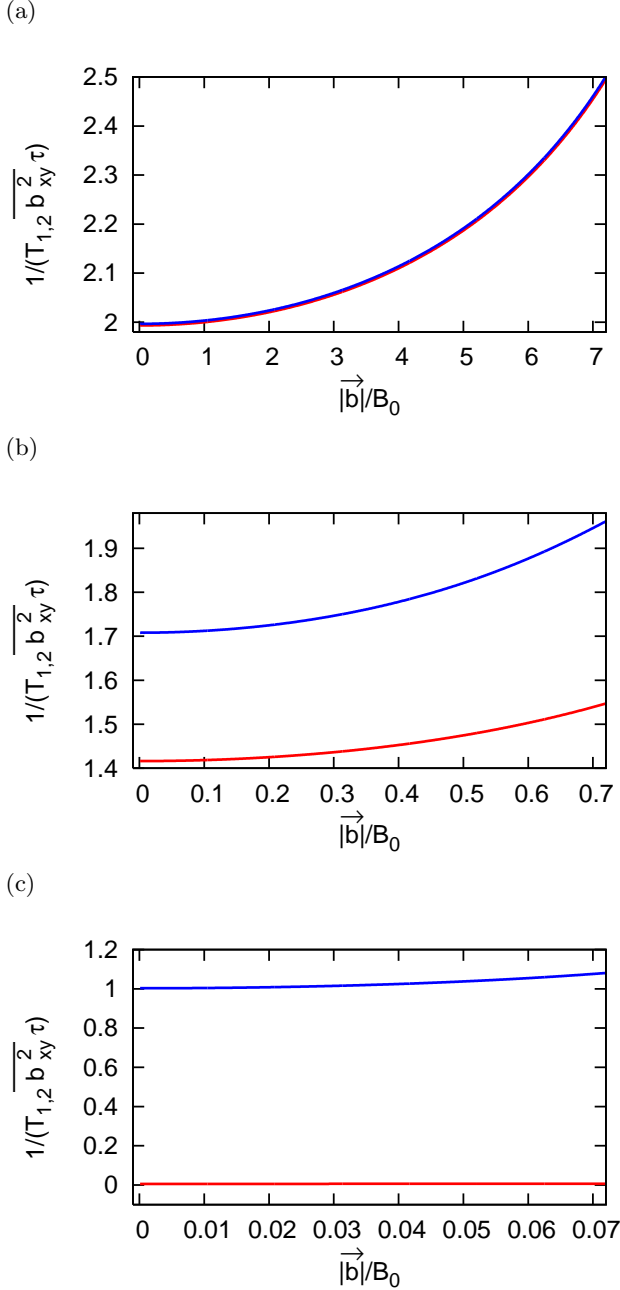 (a)
2.5
2.4
2.3
2.2
2.1
2
1/(T₁,₂ b²xy τ)
0 1 2 3 4 5 6 7
|b|/B₀
(b)
1.9
1.8
1.7
1.6
1.5
1.4
1/(T₁,₂ b²xy τ)
0 0.1 0.2 0.3 0.4 0.5 0.6 0.7
|b|/B₀
(c)
1.2
1
0.8
0.6
0.4
0.2
0
1/(T₁,₂ b²xy τ)
0 0.01 0.02 0.03 0.04 0.05 0.06 0.07
|b|/B₀